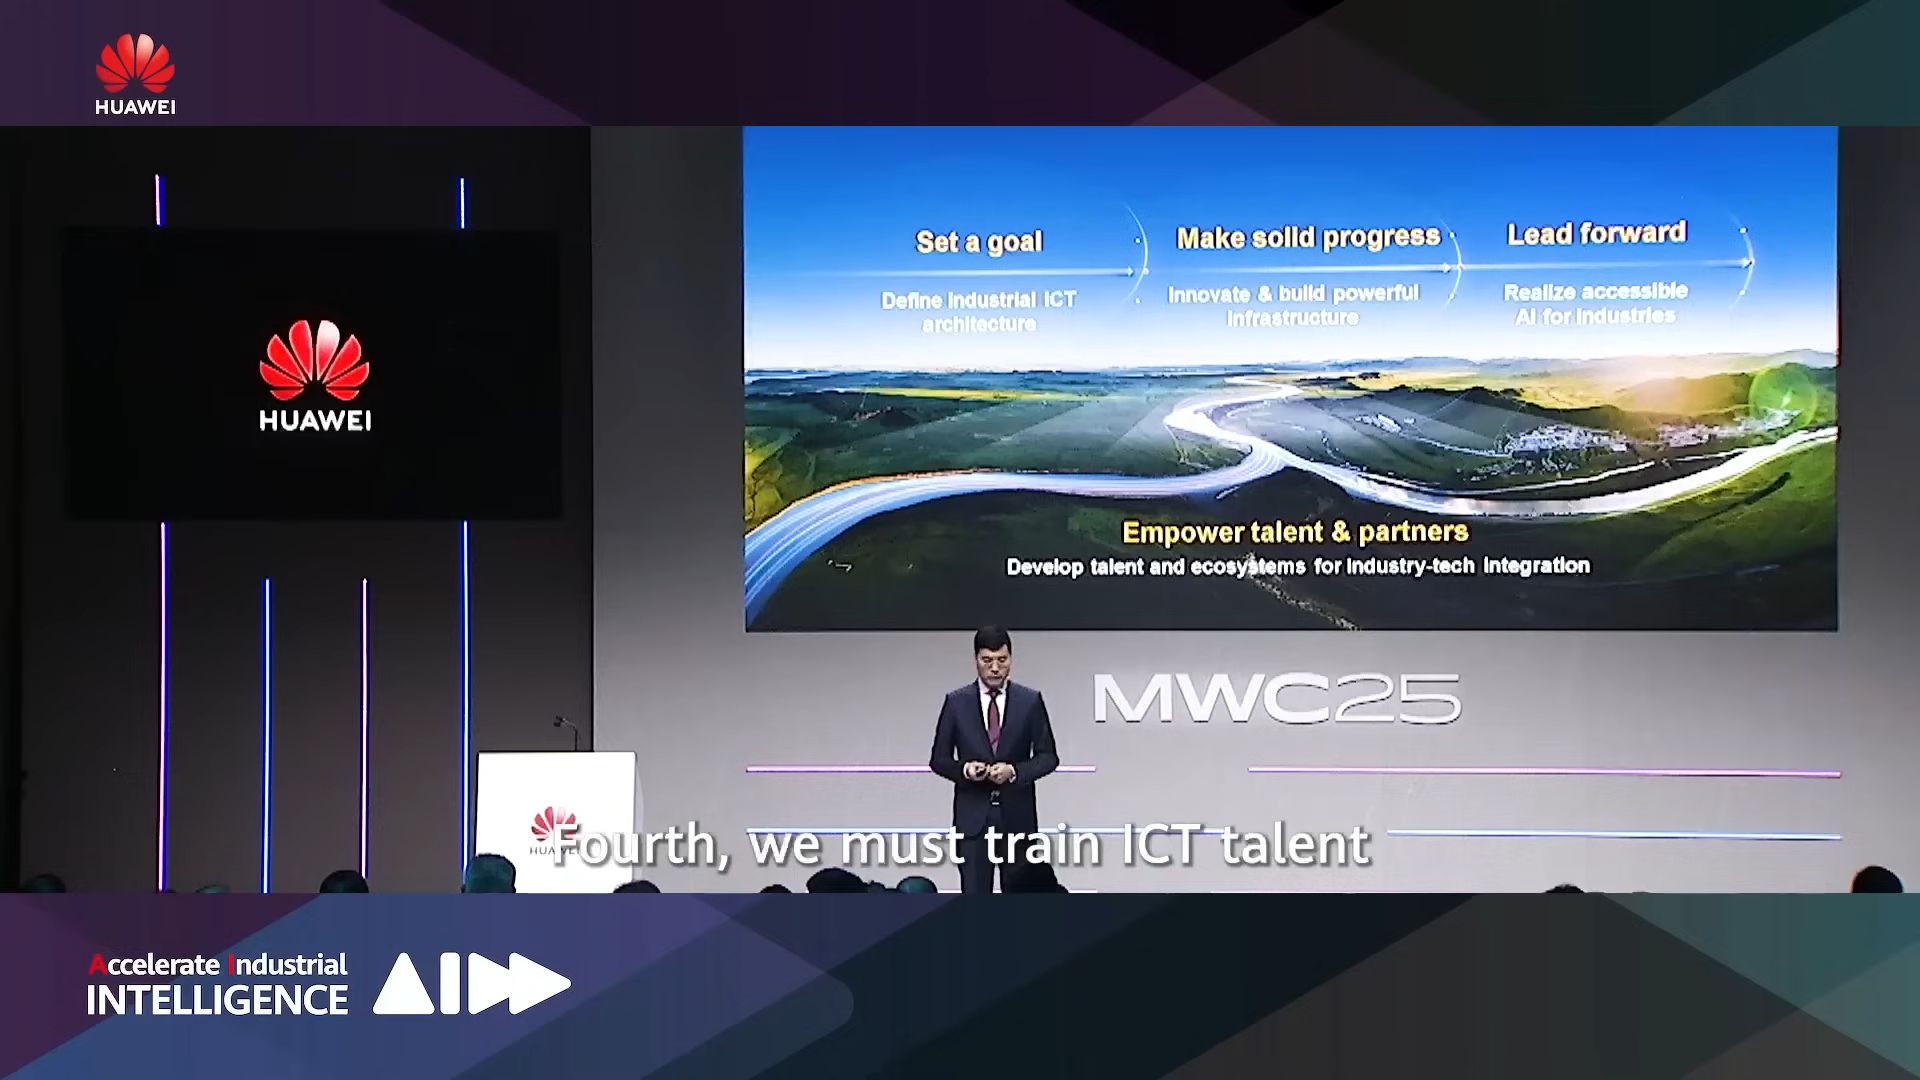 HUAWEI
HUAWEI
Set a goal
Define industrial ICT
architecture
Make solid progress
Innovate & build powerful
infrastructure
Lead forward
Realize accessible
AI for industries
Empower talent & partners
Develop talent and ecosystems for industry-tech integration
MWC25
HUAWEI
Fourth, we must train ICT talent
Accelerate Industrial
INTELLIGENCE
AI